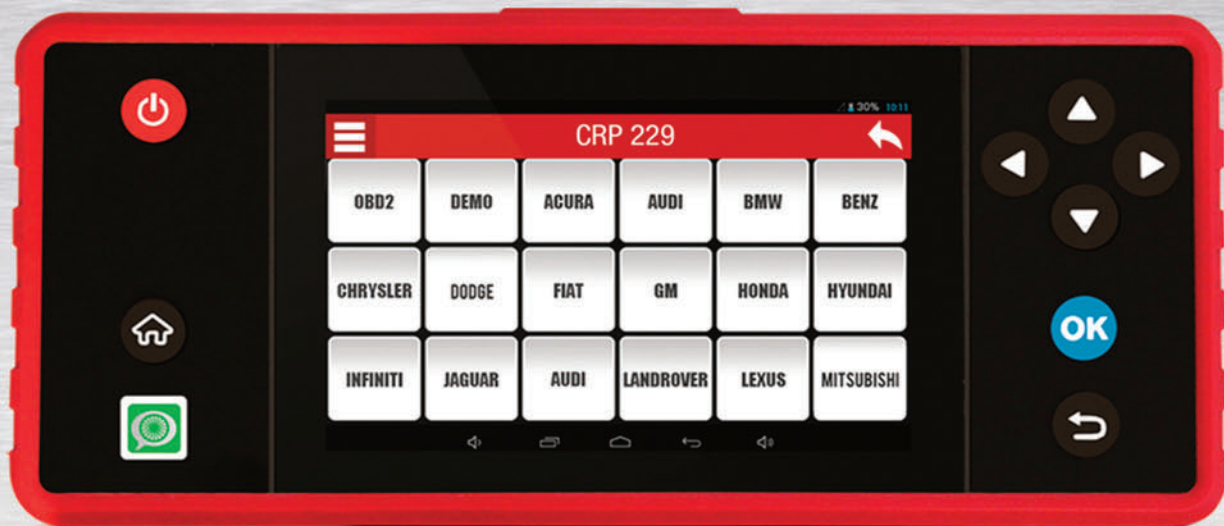 30% 10:11
CRP 229
OBD2 DEMO ACURA AUDI BMW BENZ
CHRYSLER DODGE FIAT GM HONDA HYUNDAI
OK
INFINITI JAGUAR AUDI LANDROVER LEXUS MITSUBISHI